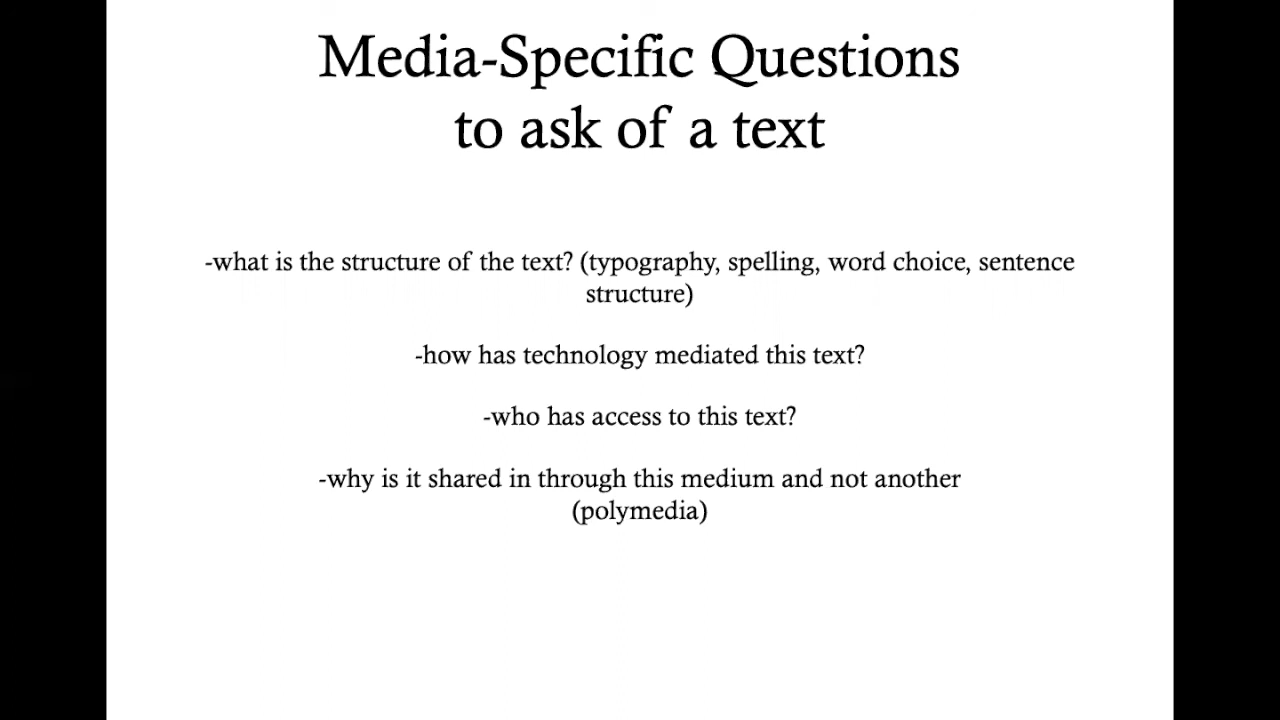 Media-Specific Questions
to ask of a text
-what is the structure of the text? (typography, spelling, word choice, sentence
structure)
-how has technology mediated this text?
-who has access to this text?
-why is it shared in through this medium and not another
(polymedia)